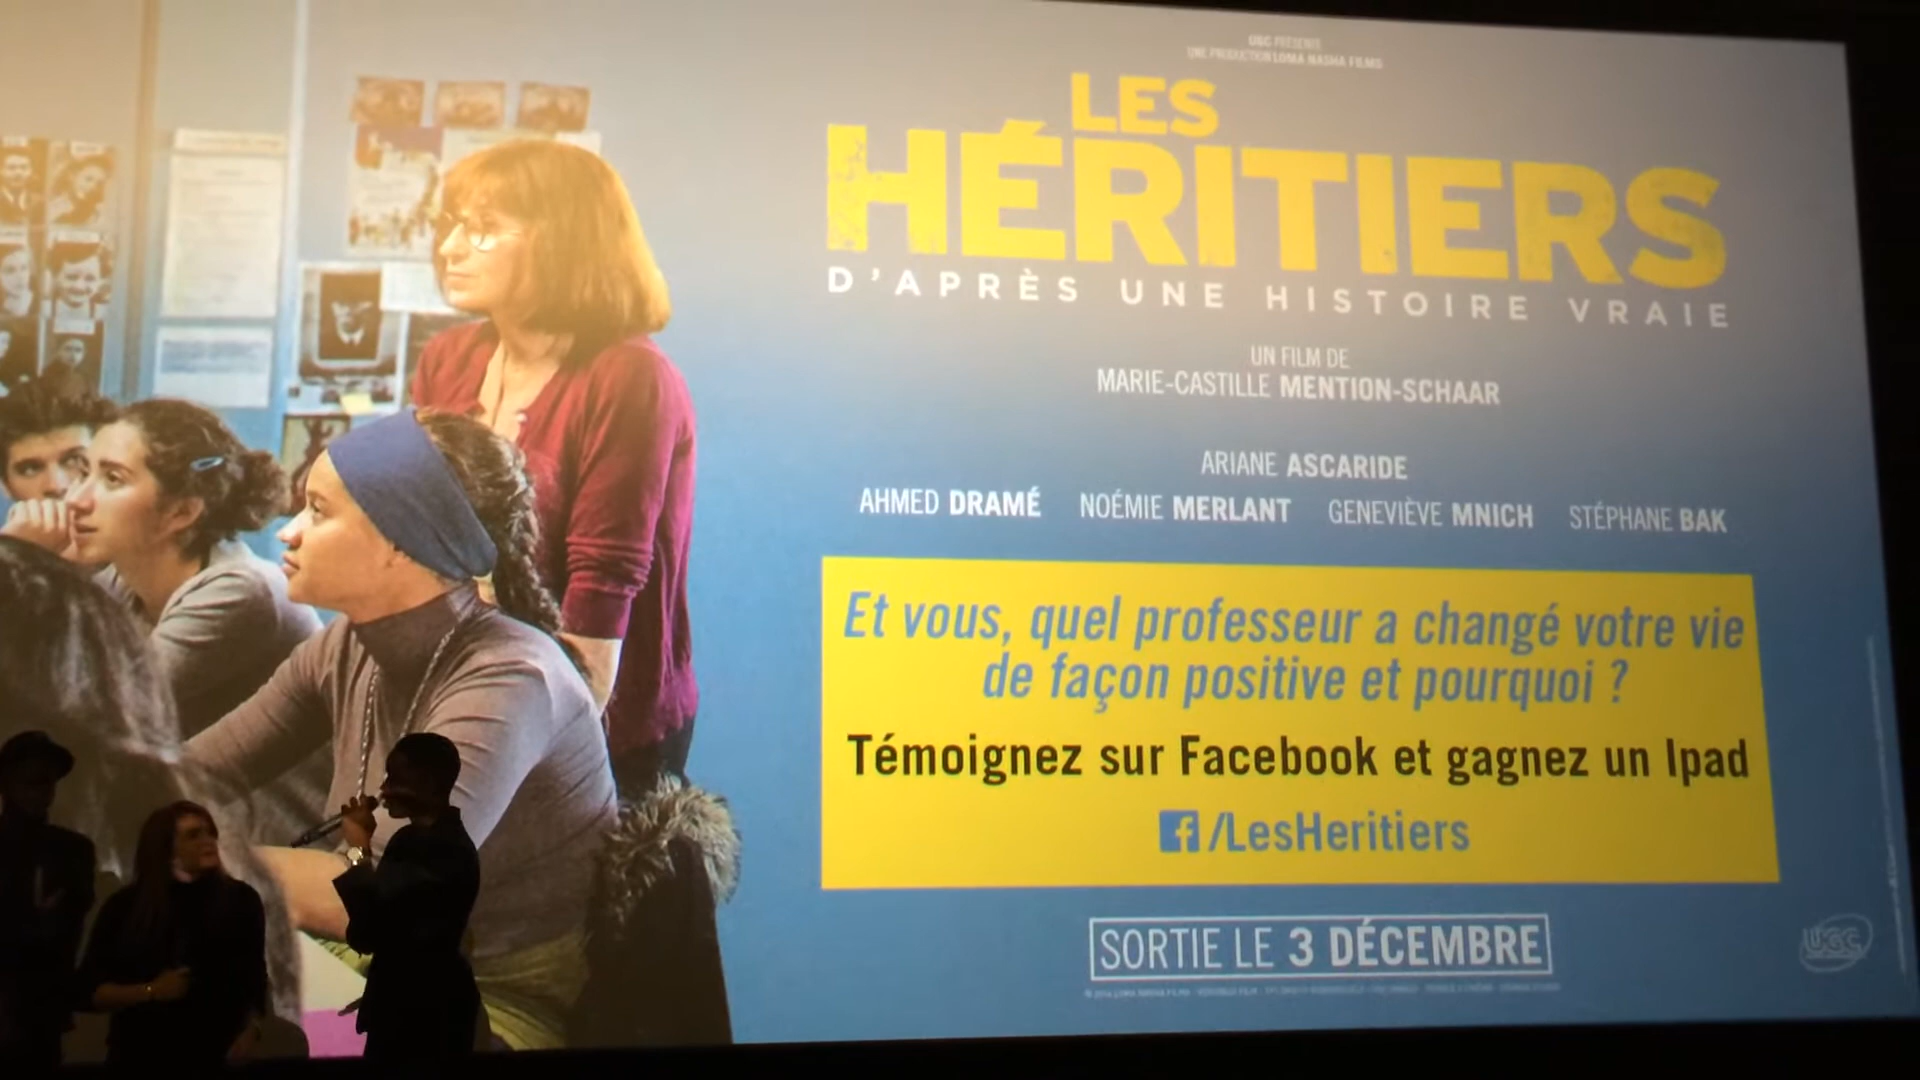 UGC PRÉSENTE
UNE PRODUCTION LOMA NASHA FILMS
LES
HÉRITIERS
D'APRÈS UNE HISTOIRE VRAIE
UN FILM DE
MARIE-CASTILLE MENTION-SCHAAR
ARIANE ASCARIDE
AHMED DRAMÉ NOÉMIE MERLANT GENEVIÈVE MNICH STÉPHANE BAK
Et vous, quel professeur a changé votre vie
de façon positive et pourquoi ?
Témoignez sur Facebook et gagnez un Ipad
f /LesHeritiers
SORTIE LE 3 DÉCEMBRE
UGC